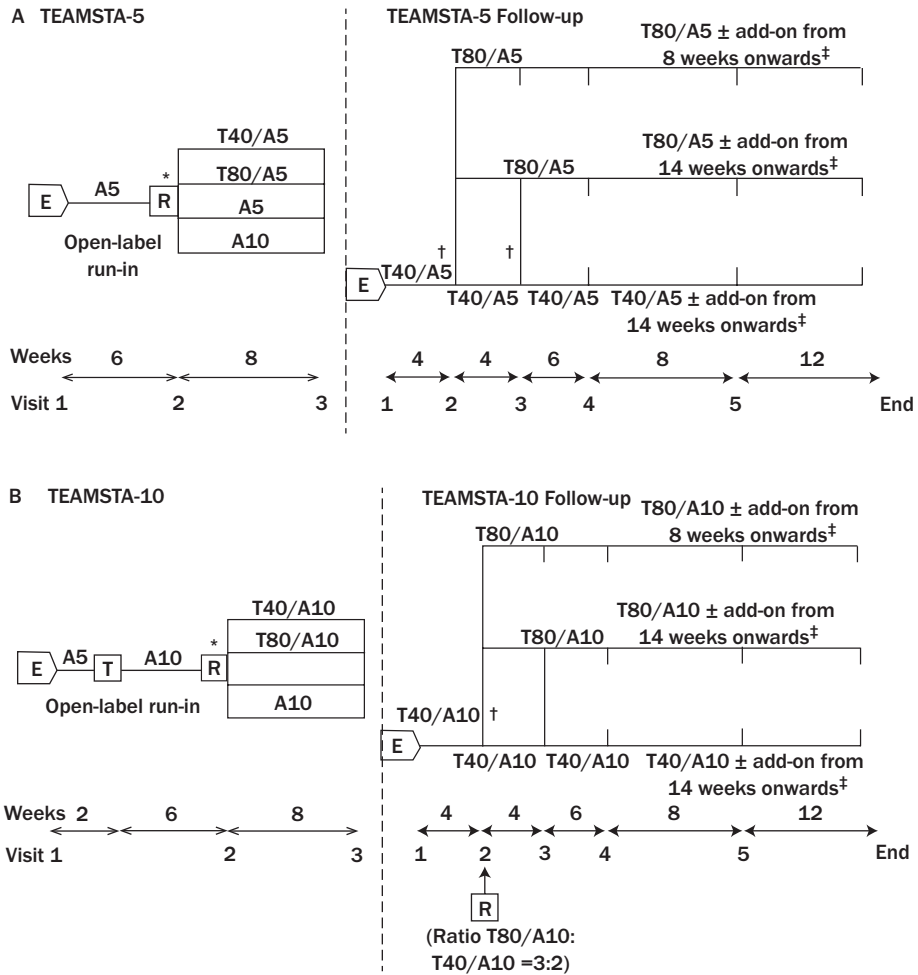 A TEAMSTA-5
TEAMSTA-5 Follow-up
T80/A5 ± add-on from
8 weeks onwards‡
T80/A5
T40/A5
T80/A5
A5
A10
E
A5
*
R
Open-label
run-in
T80/A5 ± add-on from
14 weeks onwards‡
T80/A5
†
†
E
T40/A5
T40/A5
T40/A5
T40/A5 ± add-on from
14 weeks onwards‡
Weeks 6 8 4 4 6 8 12
Visit 1 2 3 1 2 3 4 5 End
B TEAMSTA-10
TEAMSTA-10 Follow-up
T80/A10 ± add-on from
8 weeks onwards‡
T80/A10
T40/A10
T80/A10
A10
E
A5
T
A10
*
R
Open-label run-in
T80/A10 ± add-on from
14 weeks onwards‡
T80/A10
T40/A10
†
E
T40/A10
T40/A10
T40/A10 ± add-on from
14 weeks onwards‡
Weeks 2 6 8 4 4 6 8 12
Visit 1 2 3 1 2 3 4 5 End
R
(Ratio T80/A10:
T40/A10 =3:2)